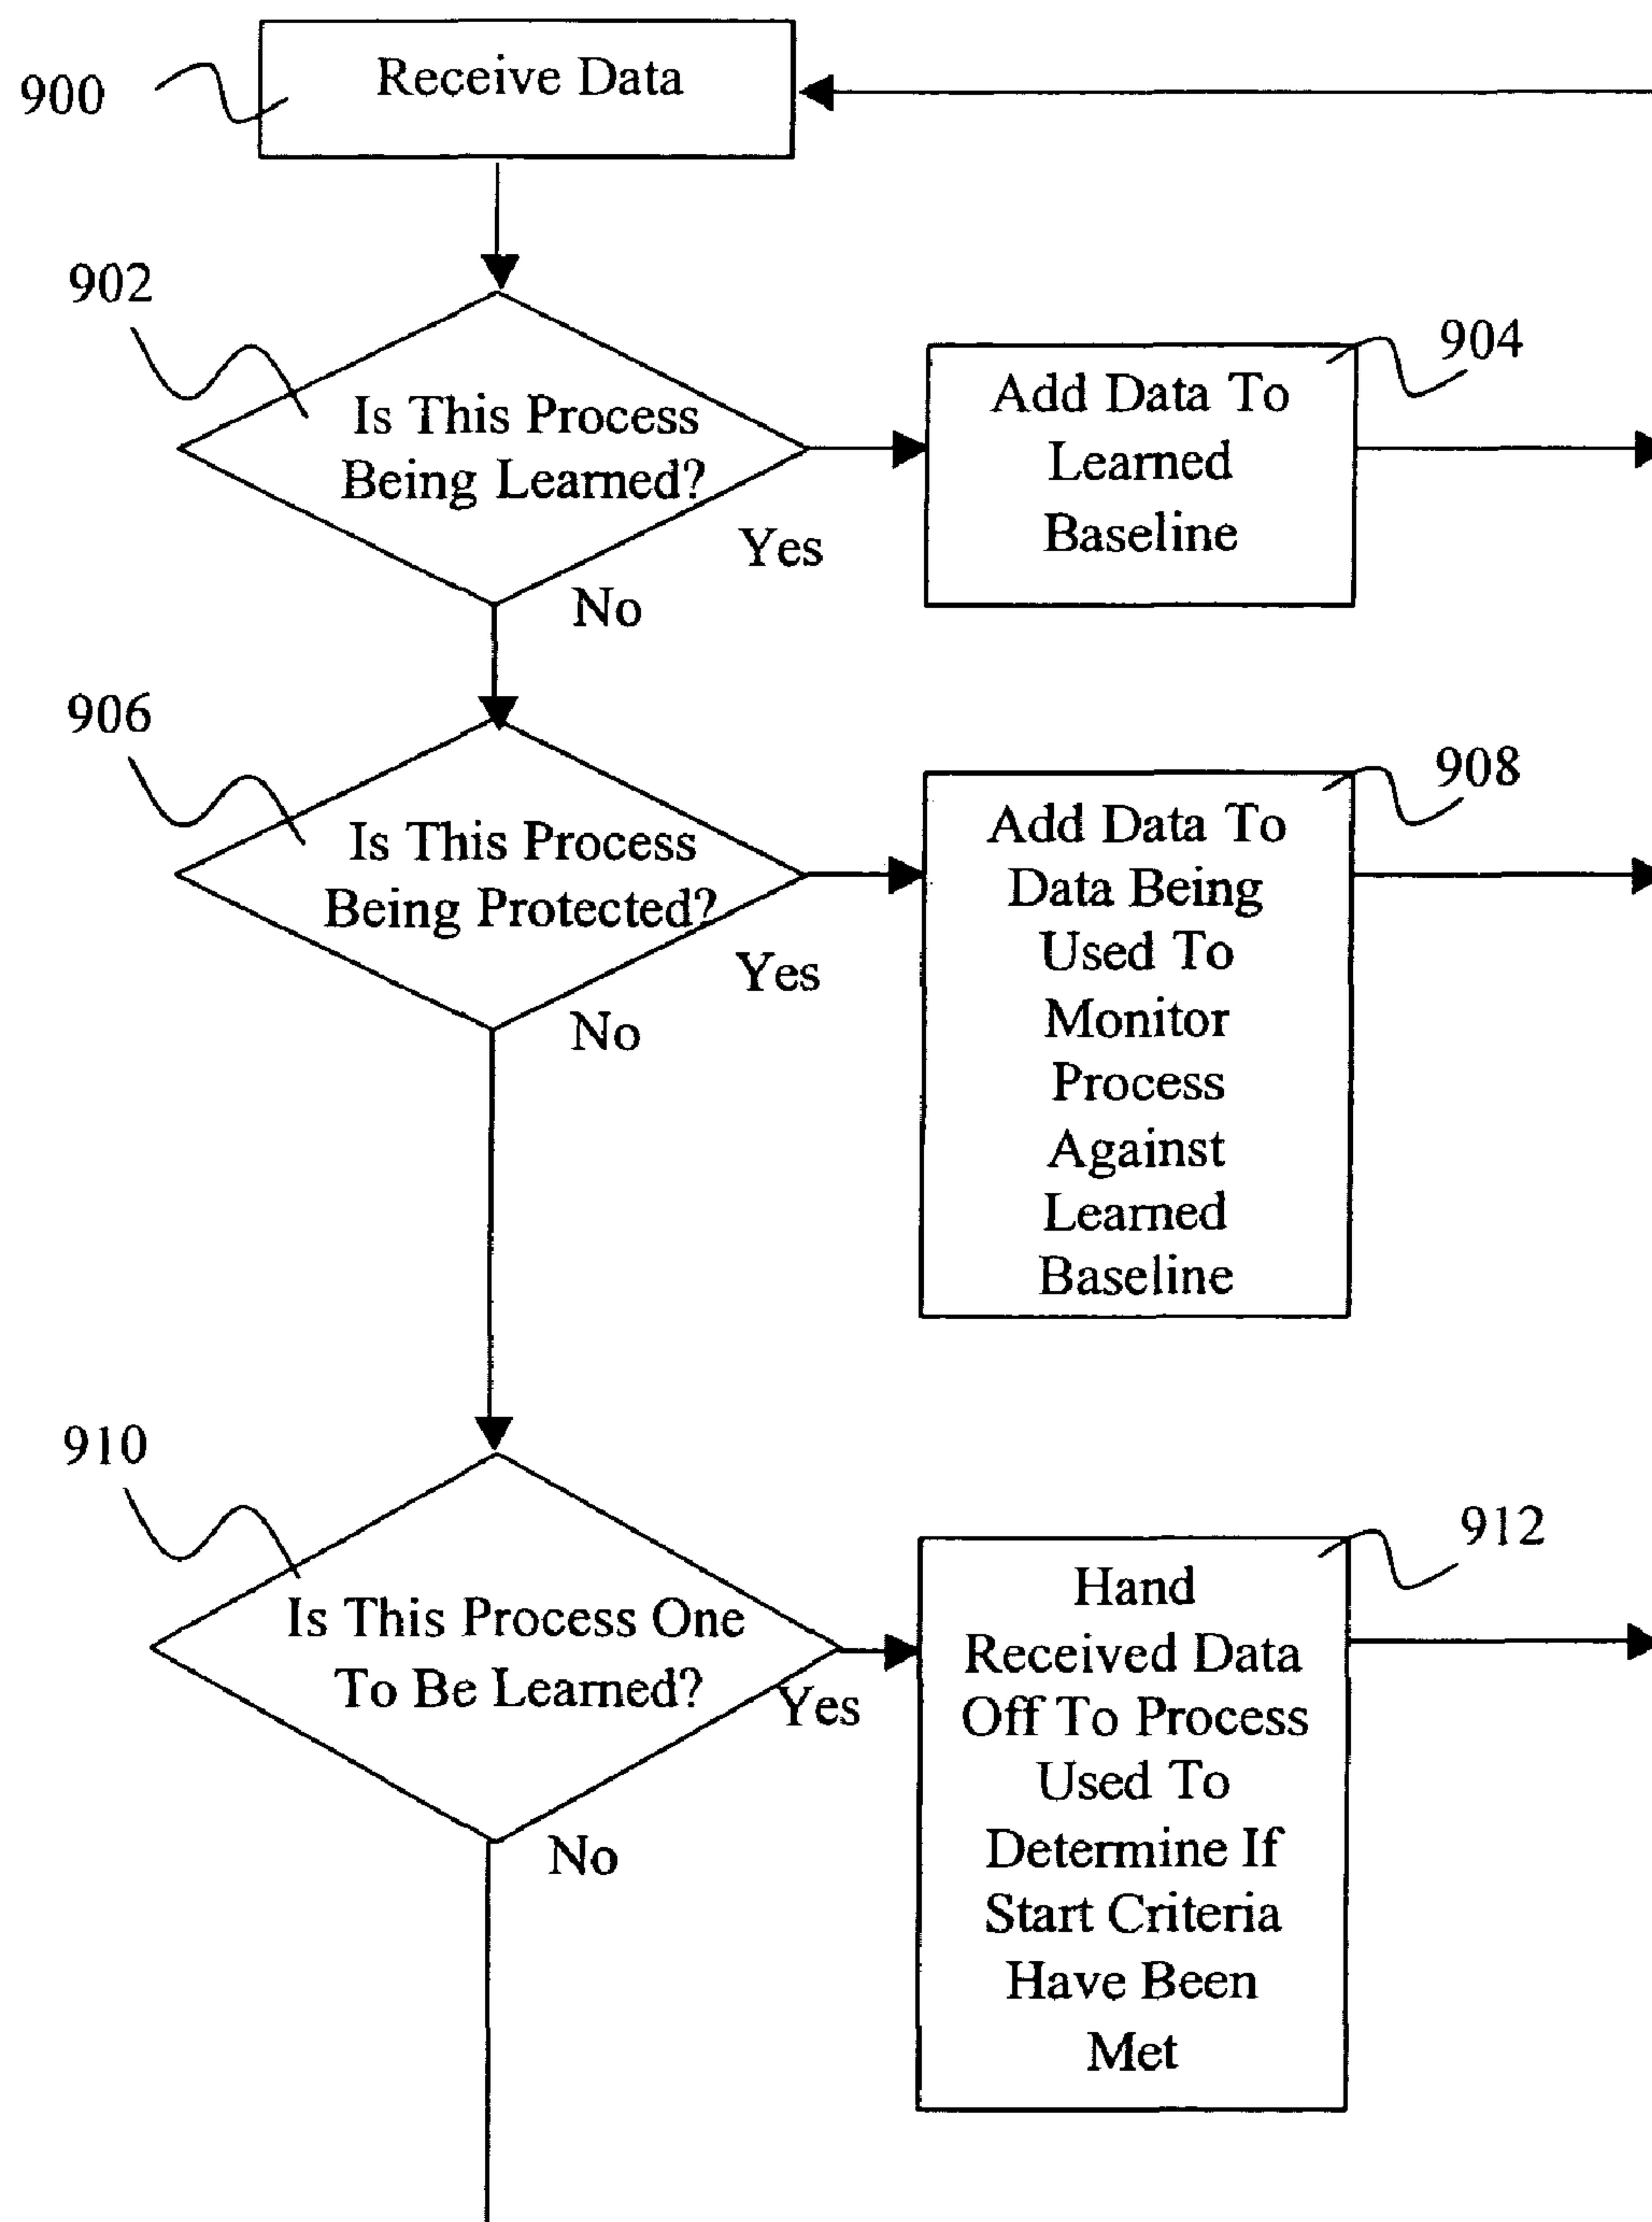 900
Receive Data
902
Is This Process
Being Learned?
Yes
No
904
Add Data To
Learned
Baseline
906
Is This Process
Being Protected?
Yes
No
908
Add Data To
Data Being
Used To
Monitor
Process
Against
Learned
Baseline
910
Is This Process One
To Be Learned?
Yes
No
912
Hand
Received Data
Off To Process
Used To
Determine If
Start Criteria
Have Been
Met